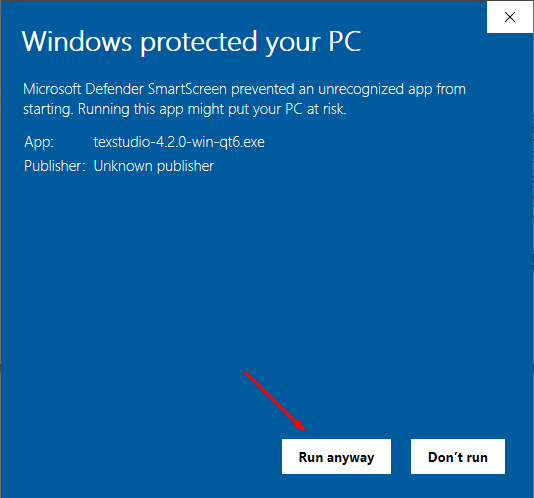 Windows protected your PC
Microsoft Defender SmartScreen prevented an unrecognized app from
starting. Running this app might put your PC at risk.
App: texstudio-4.2.0-win-qt6.exe
Publisher: Unknown publisher
Run anyway Don't run